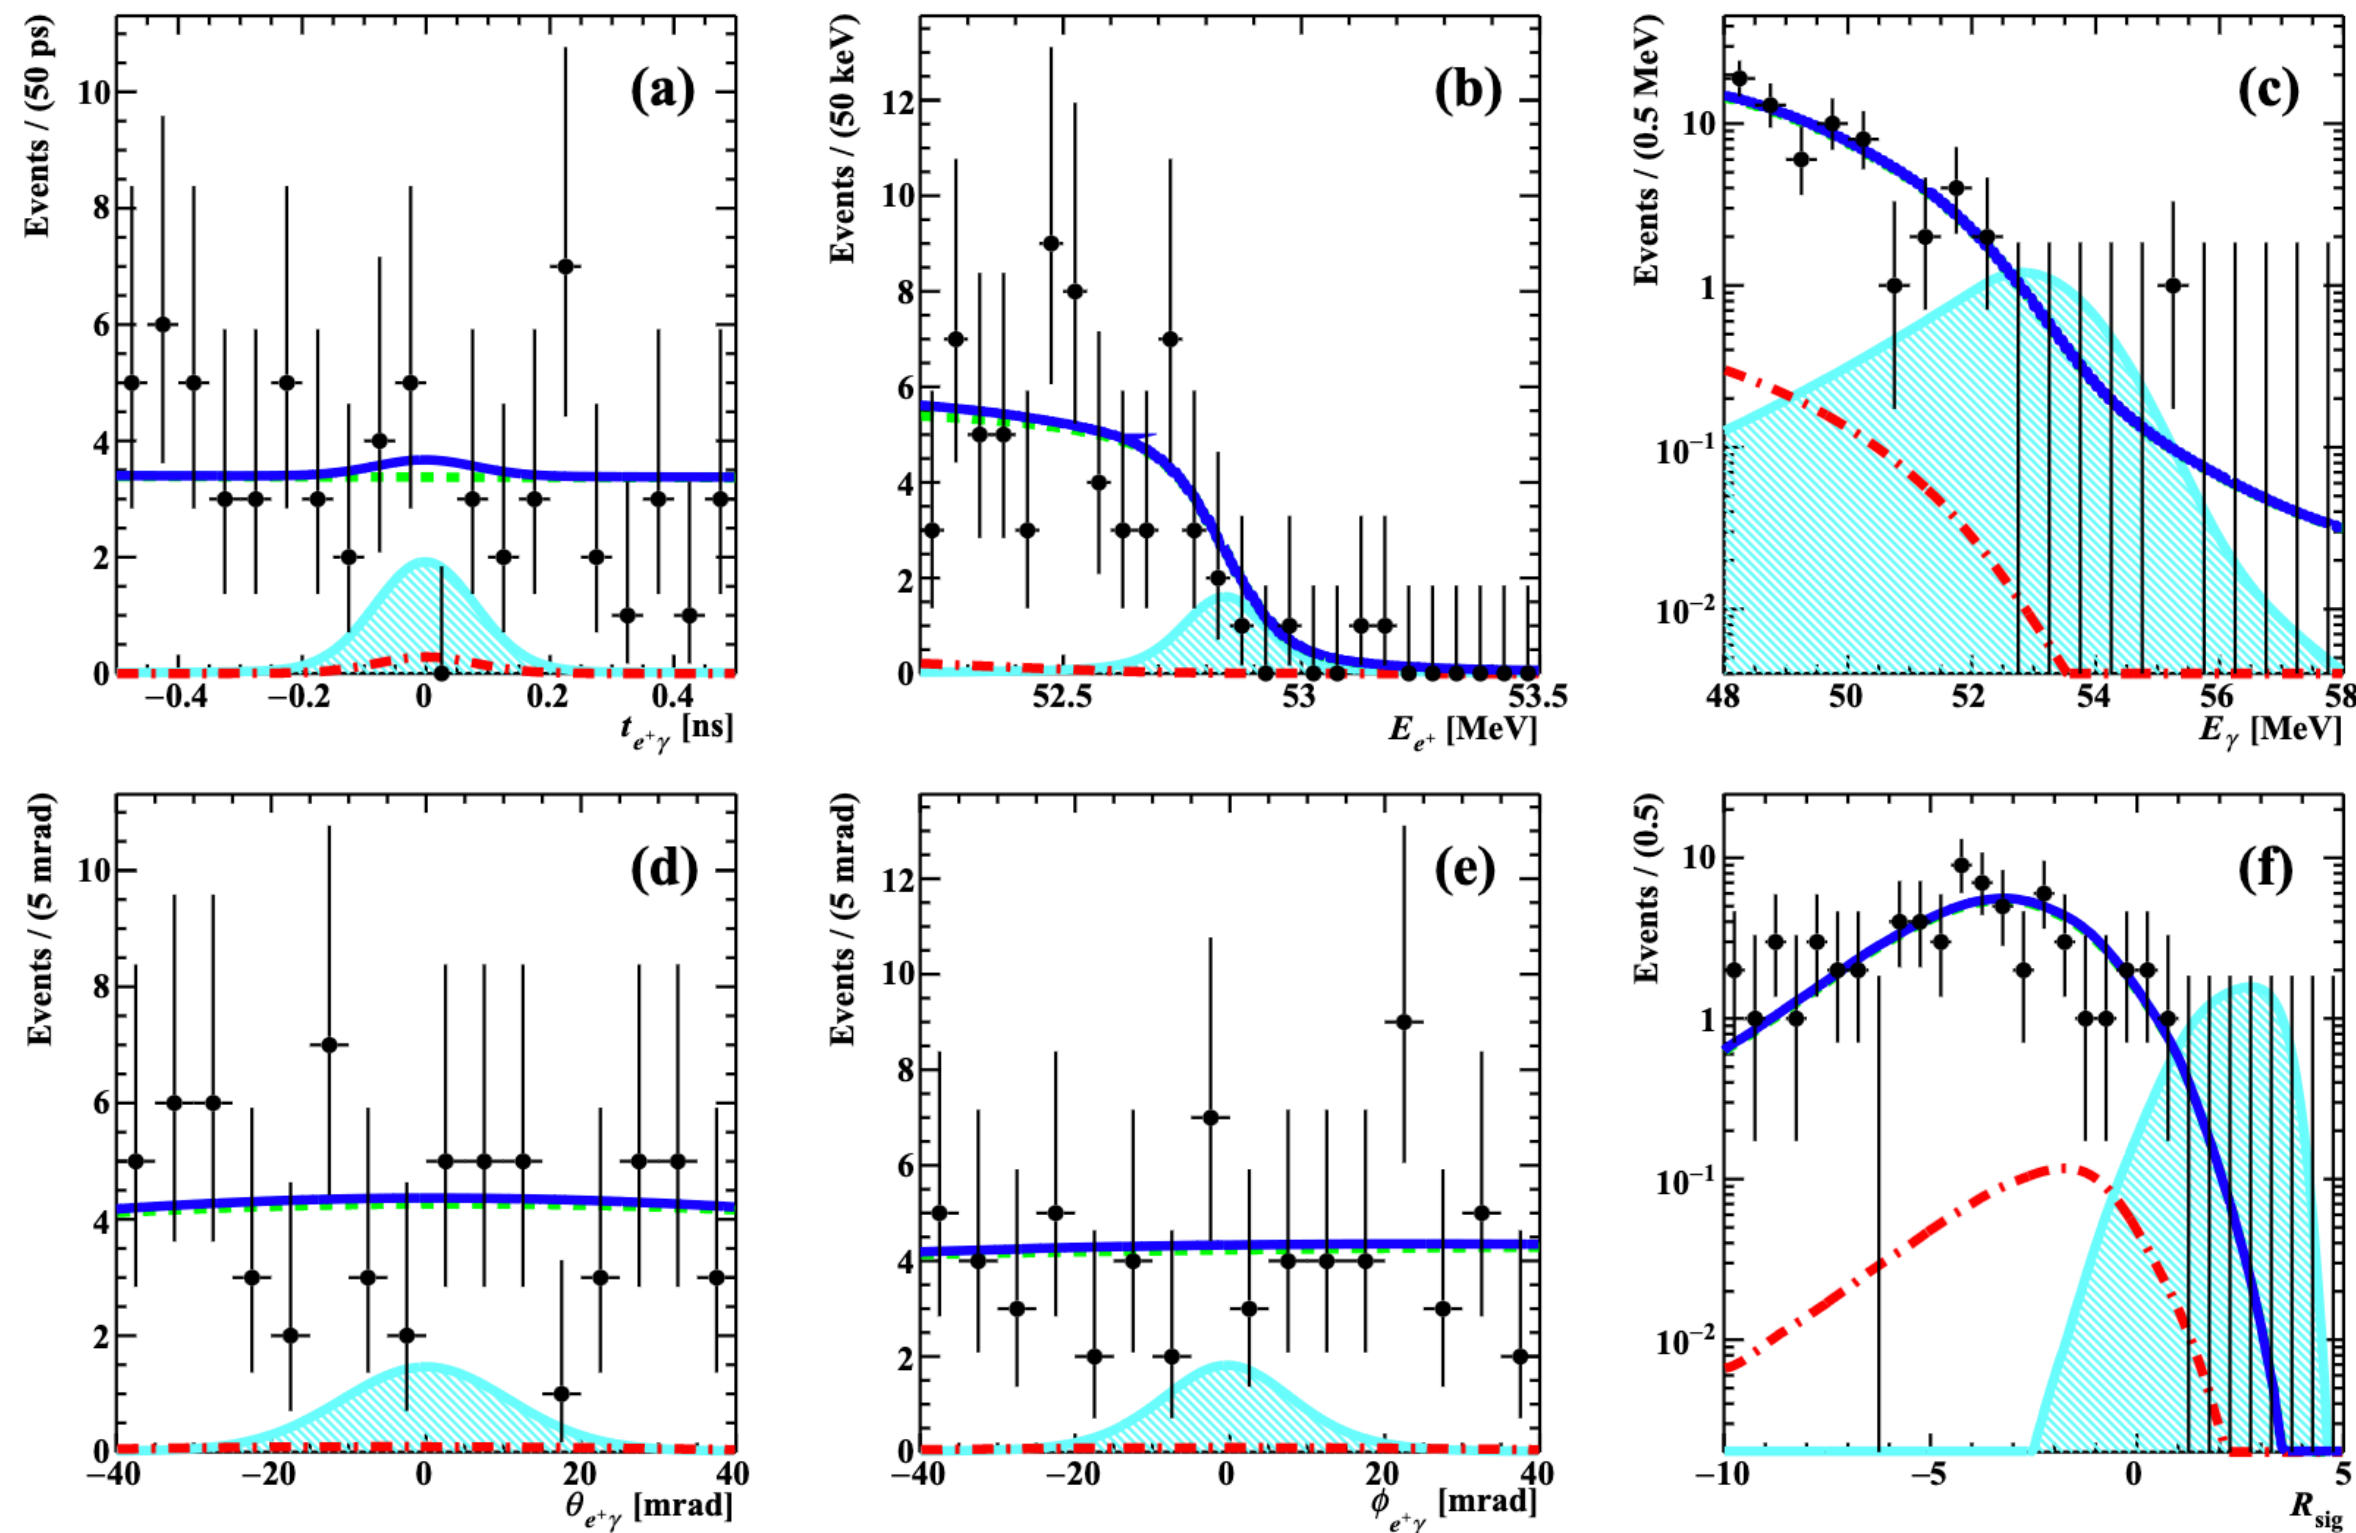 Events / (50 ps)
(a)
10
8
6
4
2
0
−0.4 −0.2 0 0.2 0.4
t_{e⁺γ} [ns]
Events / (50 keV)
(b)
12
10
8
6
4
2
0
52.5 53 53.5
E_{e⁺} [MeV]
Events / (0.5 MeV)
(c)
10
1
10⁻¹
10⁻²
48 50 52 54 56 58
E_γ [MeV]
Events / (5 mrad)
(d)
10
8
6
4
2
0
−40 −20 0 20 40
θ_{e⁺γ} [mrad]
Events / (5 mrad)
(e)
12
10
8
6
4
2
0
−40 −20 0 20 40
ϕ_{e⁺γ} [mrad]
Events / (0.5)
(f)
10
1
10⁻¹
10⁻²
−10 −5 0 5
R_{sig}